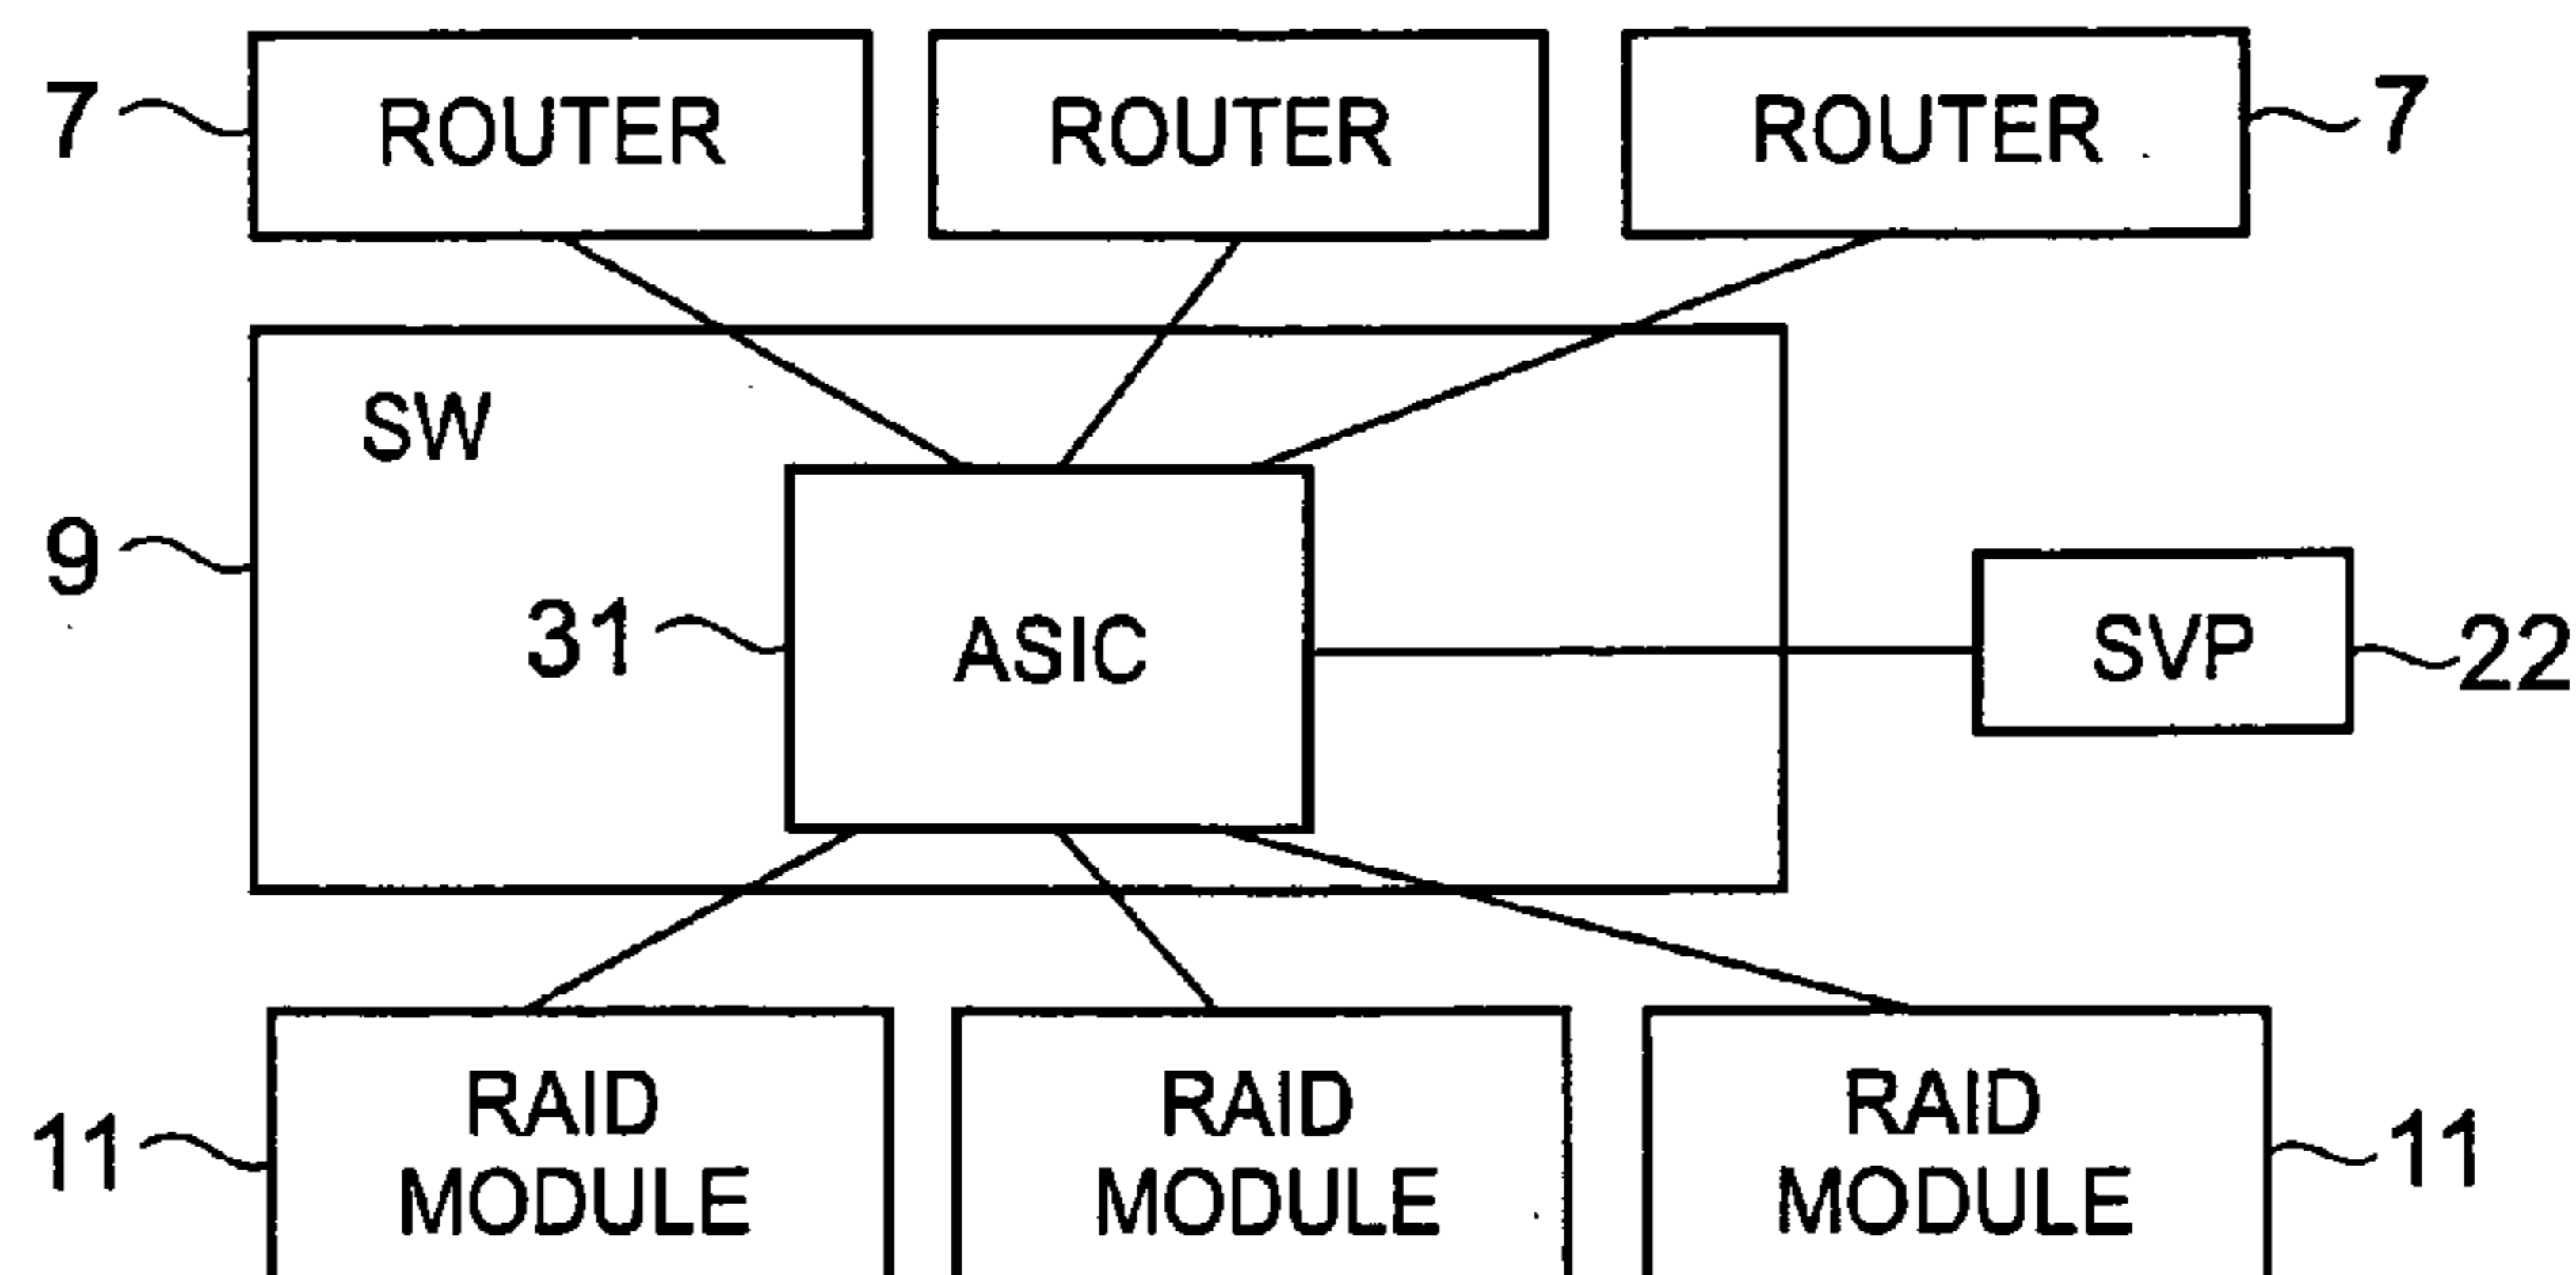 7 ROUTER ROUTER ROUTER 7
SW
9
31 ASIC SVP 22
RAID RAID RAID
11 MODULE MODULE MODULE 11